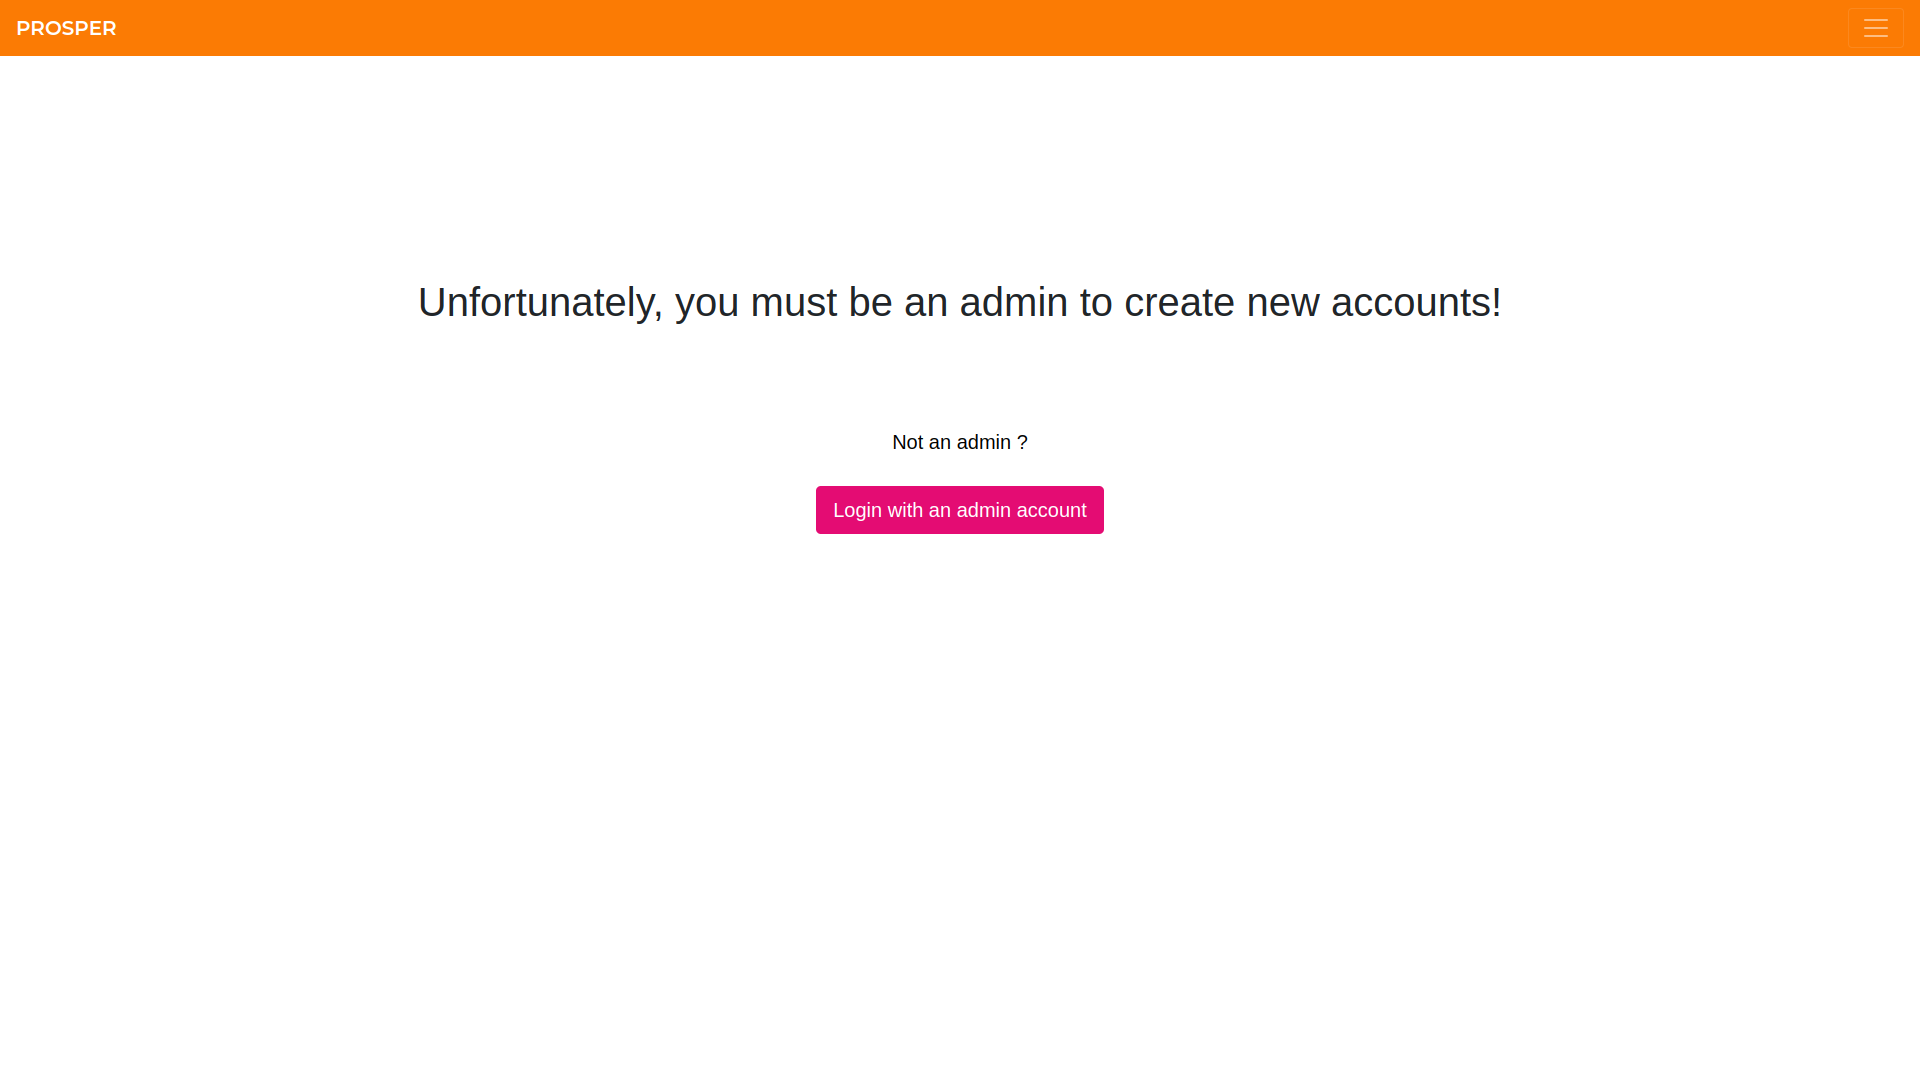 PROSPER
Unfortunately, you must be an admin to create new accounts!
Not an admin ?
Login with an admin account